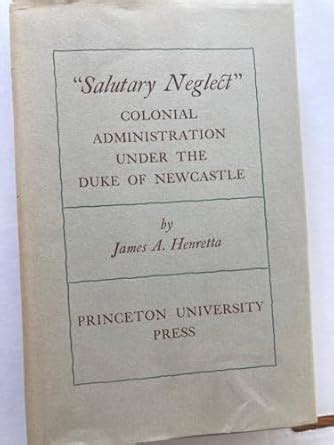 "Salutary Neglect"
COLONIAL
ADMINISTRATION
UNDER THE
DUKE OF NEWCASTLE
by
James A. Henretta
PRINCETON UNIVERSITY
PRESS